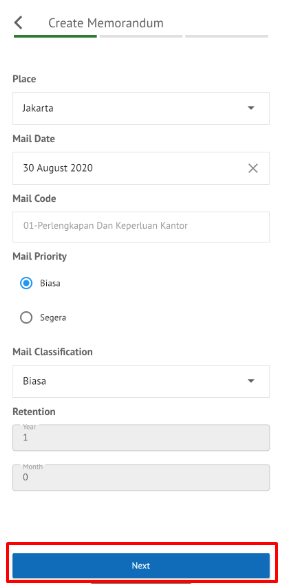 Create Memorandum
Place
Jakarta
Mail Date
30 August 2020
Mail Code
01-Perlengkapan Dan Keperluan Kantor
Mail Priority
Biasa
Segera
Mail Classification
Biasa
Retention
Year
1
Month
0
Next